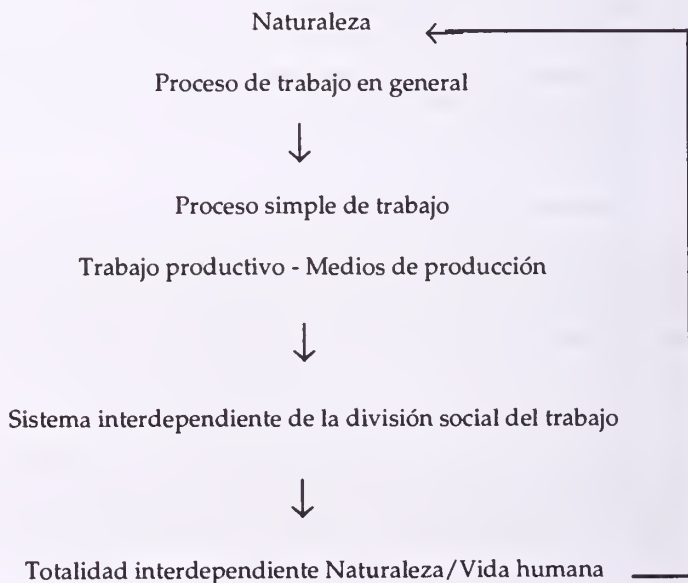 Naturaleza
Proceso de trabajo en general
Proceso simple de trabajo
Trabajo productivo - Medios de producción
Sistema interdependiente de la división social del trabajo
Totalidad interdependiente Naturaleza/Vida humana